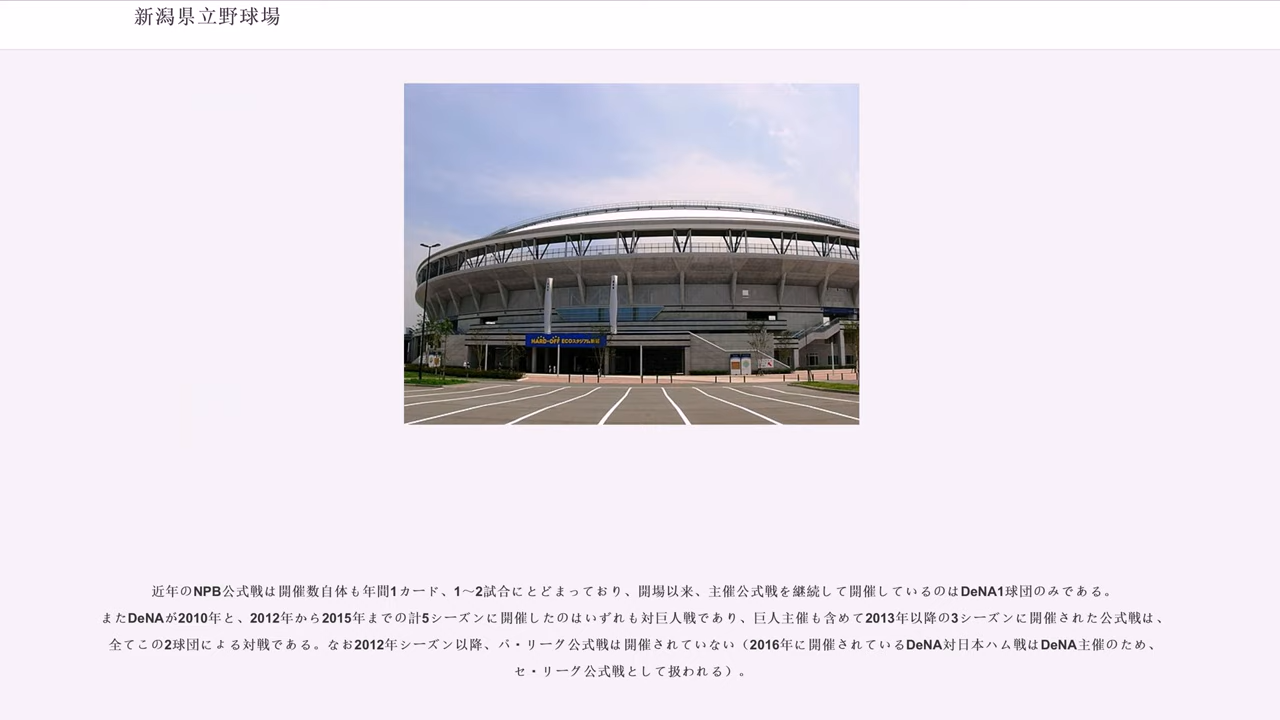 新潟県立野球場
HARD-OFF ECOスタジアム新潟
近年のNPB公式戦は開催数自体も年間1カード、1〜2試合にとどまっており、開場以来、主催公式戦を継続して開催しているのはDeNA1球団のみである。
またDeNAが2010年と、2012年から2015年までの計5シーズンに開催したのはいずれも対巨人戦であり、巨人主催も含めて2013年以降の3シーズンに開催された公式戦は、
全てこの2球団による対戦である。なお2012年シーズン以降、パ・リーグ公式戦は開催されていない（2016年に開催されているDeNA対日本ハム戦はDeNA主催のため、
セ・リーグ公式戦として扱われる）。